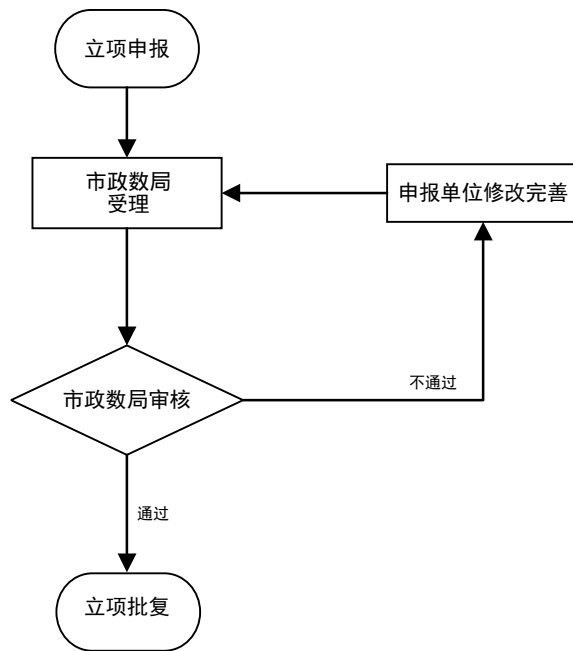 立项申报
市政数局
受理
申报单位修改完善
市政数局审核
不通过
通过
立项批复